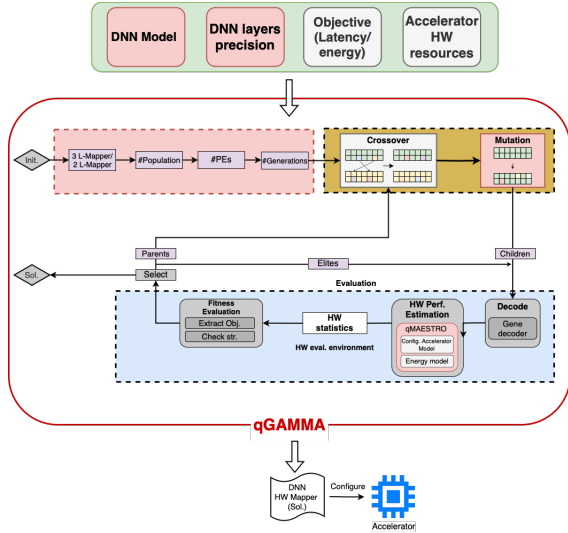 DNN Model
DNN layers
precision
Objective
(Latency/
energy)
Accelerator
HW
resources
Init.
3 L-Mapper/
2 L-Mapper
#Population
#PEs
#Generations
Crossover
Mutation
Parents
Elites
Children
Sol.
Select
Evaluation
Fitness
Evaluation
Extract Obj.
Check str.
HW
statistics
HW eval. environment
HW Perf.
Estimation
qMAESTRO
Config. Accelerator
Model
Energy model
Decode
Gene
decoder
qGAMMA
DNN
HW Mapper
(Sol.)
Configure
Accelerator